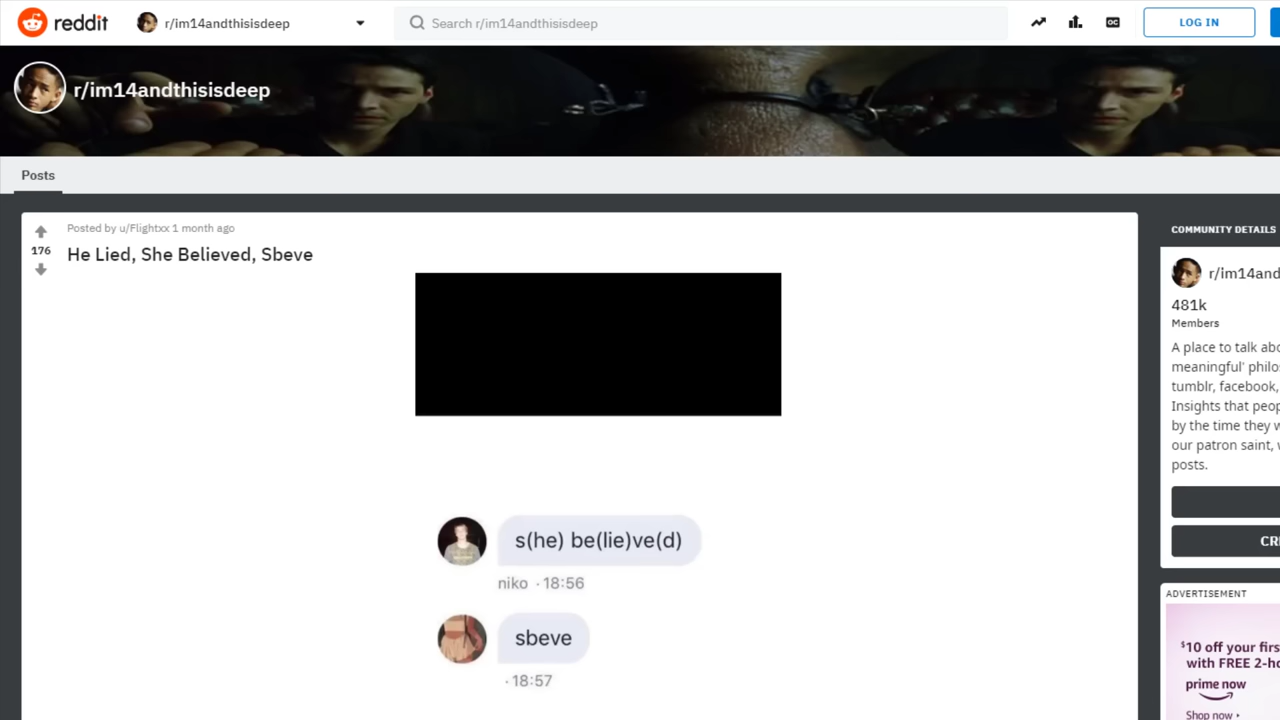 reddit
r/im14andthisisdeep
Search r/im14andthisisdeep
LOG IN
r/im14andthisisdeep
Posts
Posted by u/Flightxx 1 month ago
176
He Lied, She Believed, Sbeve
s(he) be(lie)ve(d)
niko · 18:56
sbeve
· 18:57
COMMUNITY DETAILS
r/im14and
481k
Members
A place to talk abo
meaningful' philo
tumblr, facebook,
Insights that peop
by the time they w
our patron saint, w
posts.
CR
ADVERTISEMENT
$10 off your firs
with FREE 2-ho
prime now
Shop now